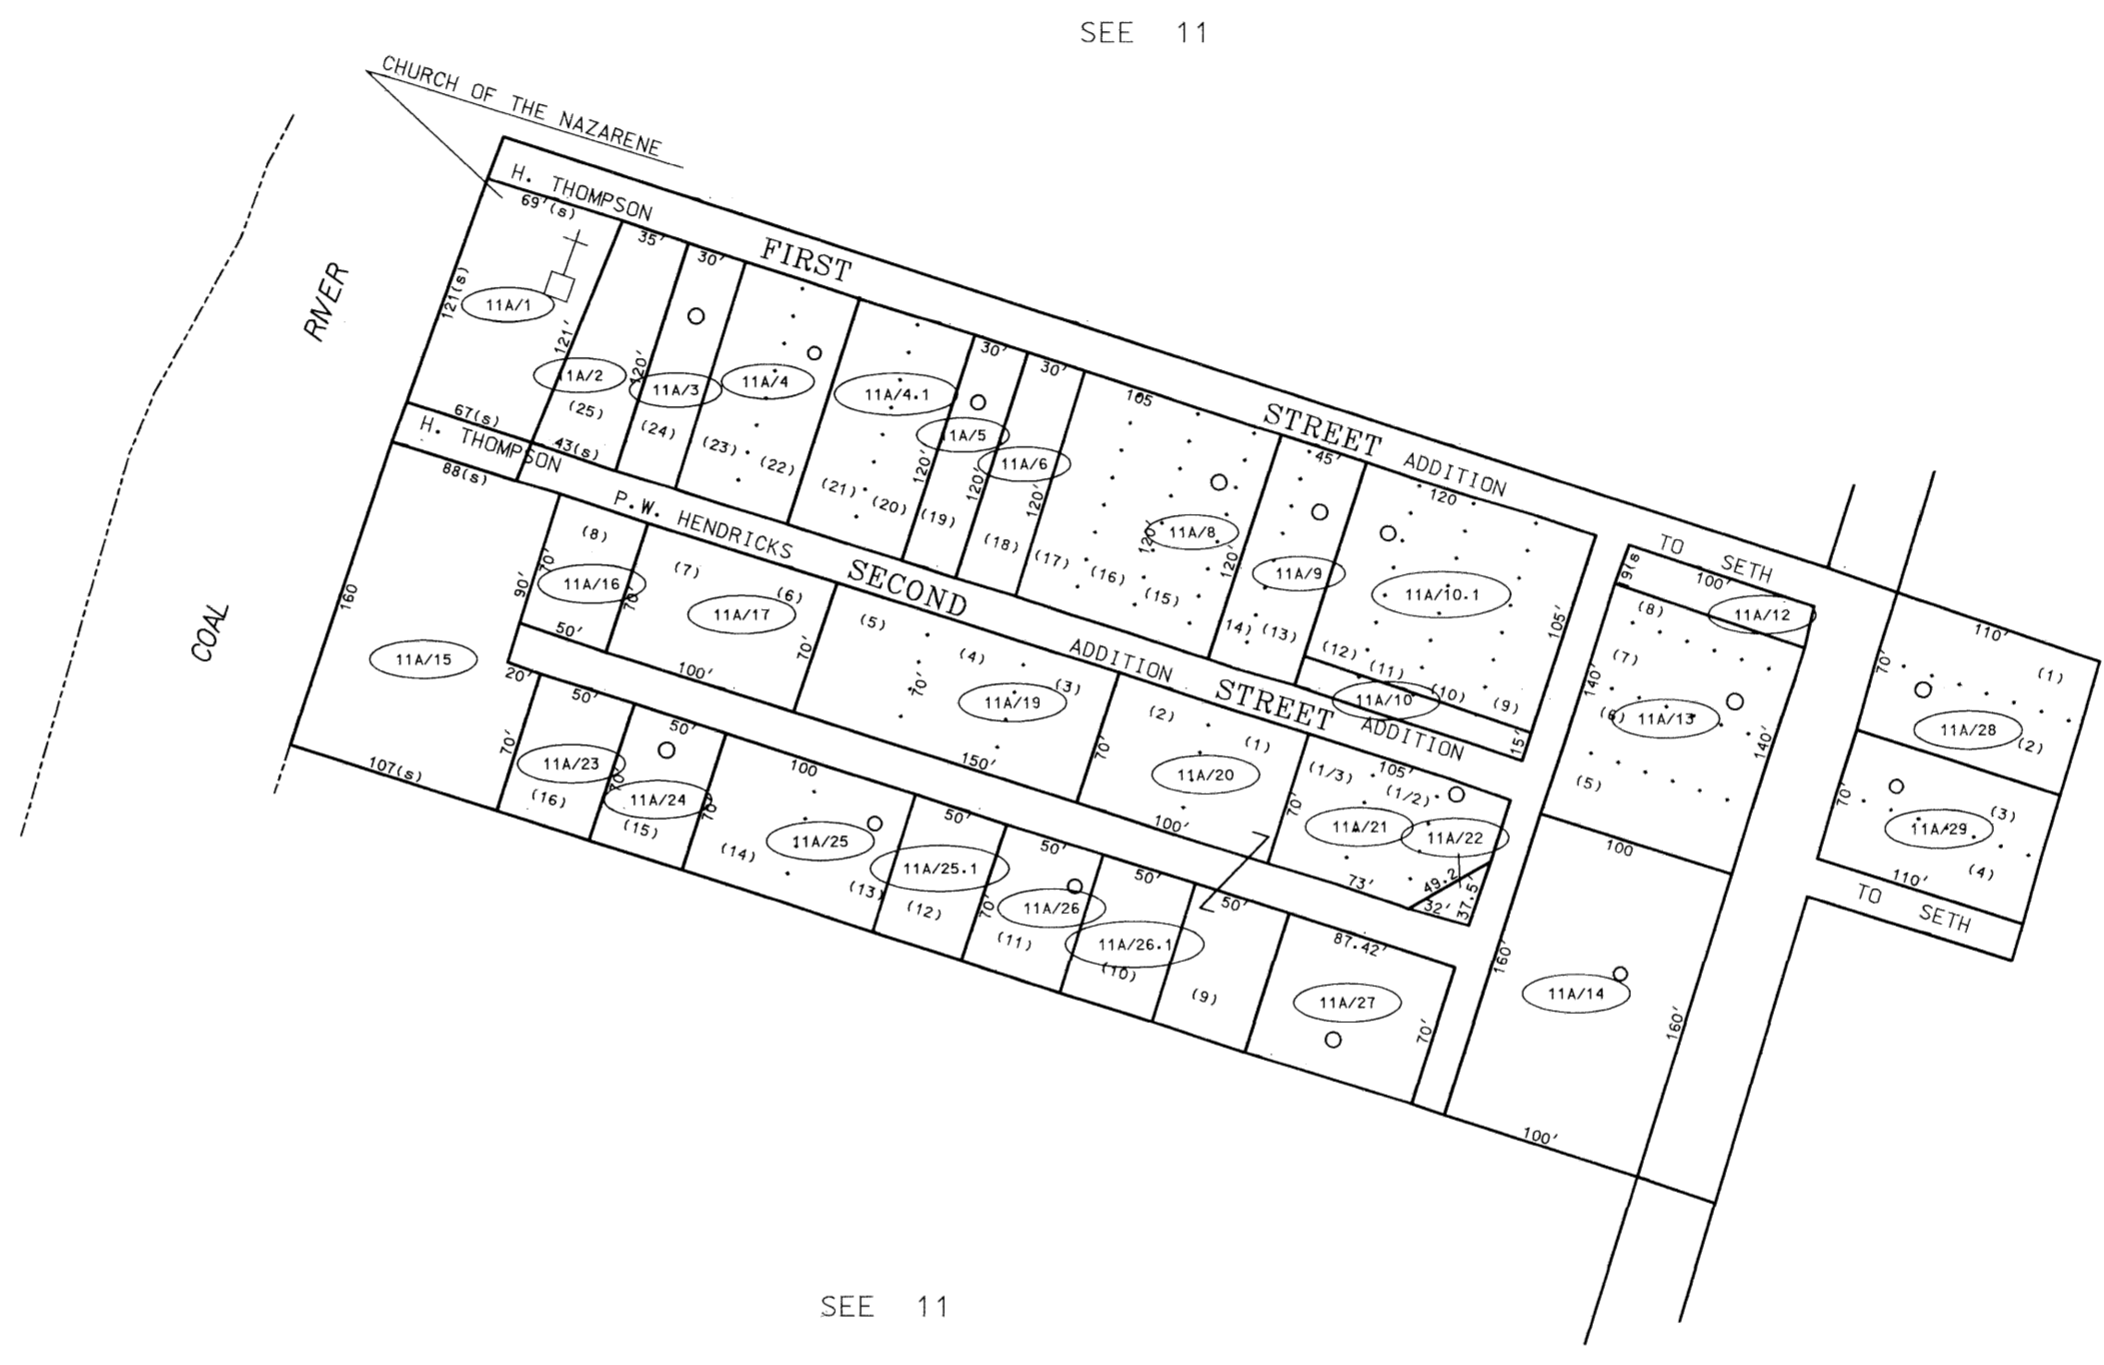 SEE 11
CHURCH OF THE NAZARENE
H. THOMPSON
FIRST
STREET
ADDITION
TO SETH
69'(s)
35'
30'
30'
30'
105
45'
120
121(s)
11A/1
121'
11A/2
(25)
120'
11A/3
(24)
11A/4
(23)
(22)
11A/4.1
(21)
(20)
11A/5
120'
(19)
11A/6
120'
(18)
120'
(17)
(16)
(15)
120'
11A/8
120'
11A/9
14)
(13)
11A/10.1
105'
(12)
(11)
(10)
(9)
11A/10
15'
67(s)
43(s)
RIVER
COAL
H. THOMPSON
P.W. HENDRICKS
SECOND
ADDITION
STREET
ADDITION
88(s)
160
11A/15
107(s)
90'
70'
(8)
11A/16
50'
70'
(7)
(6)
11A/17
100'
70'
(5)
(4)
(3)
70'
11A/19
150'
70'
(2)
(1)
11A/20
100'
70'
(1/3)
105'
(1/2)
11A/21
11A/22
73'
49.2
32'
37.5'
20'
50'
70'
11A/23
(16)
50'
70'
11A/24
(15)
70'
100
11A/25
(14)
(13)
50'
11A/25.1
(12)
50'
70'
11A/26
(11)
50'
11A/26.1
(10)
50'
(9)
87.42'
11A/27
70'
9(s
100'
11A/12
(8)
(7)
140'
(6)
11A/13
140'
(5)
100
160'
11A/14
160'
100'
110'
70'
(1)
11A/28
(2)
70'
(3)
11A/29
(4)
110'
TO SETH
SEE 11